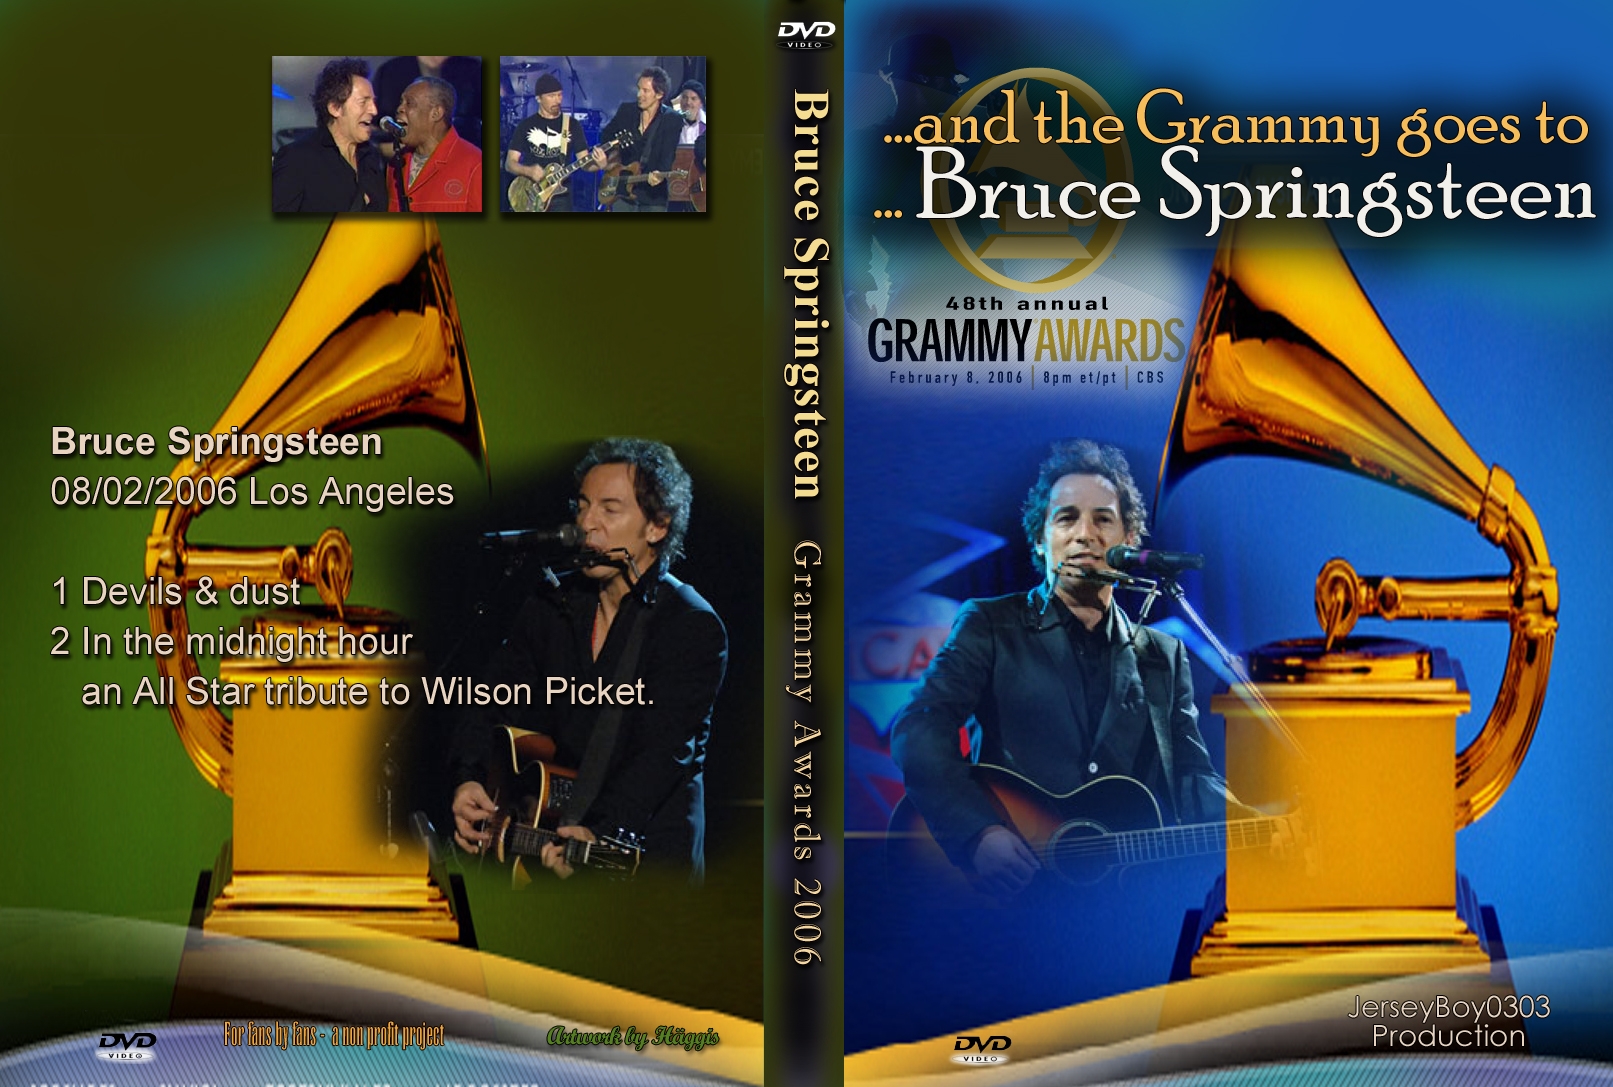 Bruce Springsteen
08/02/2006 Los Angeles
1 Devils & dust
2 In the midnight hour
an All Star tribute to Wilson Picket.
DVD
VIDEO
For fans by fans - a non profit project
Artwork by Häggis
DVD
VIDEO
Bruce Springsteen Grammy Awards 2006
...and the Grammy goes to
... Bruce Springsteen
48th annual
GRAMMYAWARDS
February 8, 2006 | 8pm et/pt | CBS
CA
DVD
VIDEO
JerseyBoy0303
Production